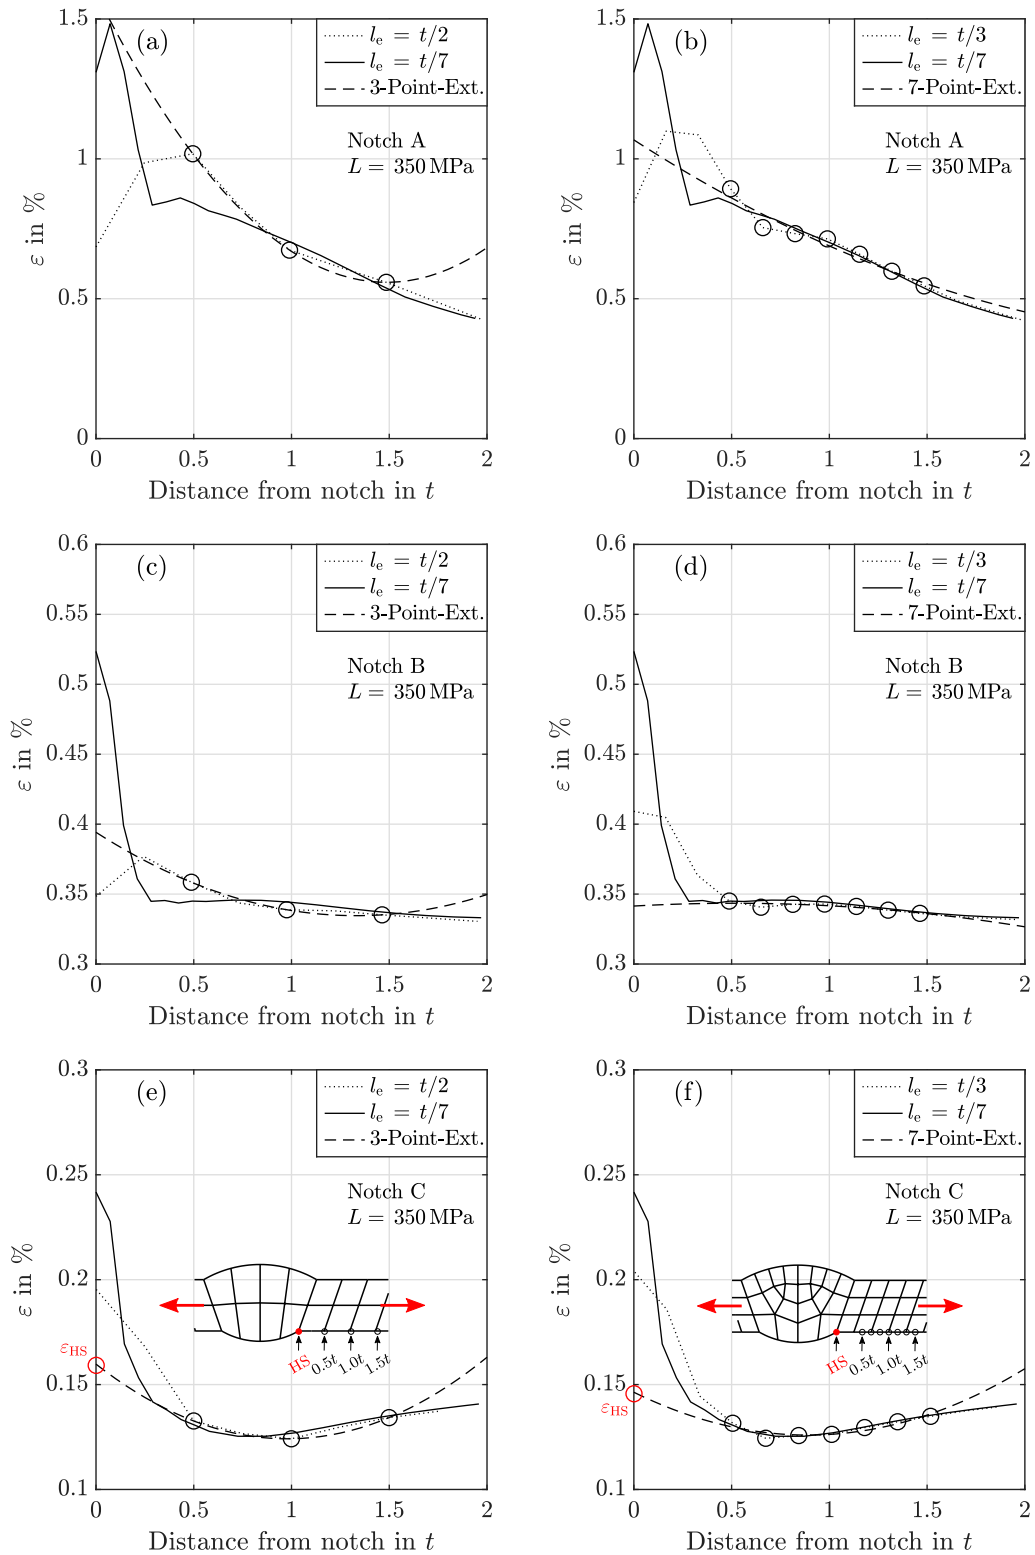 (a)
l_e = t/2
l_e = t/7
3-Point-Ext.
Notch A
L = 350 MPa
1.5
1
0.5
0
ε in %
0 0.5 1 1.5 2
Distance from notch in t
(b)
l_e = t/3
l_e = t/7
7-Point-Ext.
Notch A
L = 350 MPa
1.5
1
0.5
0
ε in %
0 0.5 1 1.5 2
Distance from notch in t
(c)
l_e = t/2
l_e = t/7
3-Point-Ext.
Notch B
L = 350 MPa
0.6
0.55
0.5
0.45
0.4
0.35
0.3
ε in %
0 0.5 1 1.5 2
Distance from notch in t
(d)
l_e = t/3
l_e = t/7
7-Point-Ext.
Notch B
L = 350 MPa
0.6
0.55
0.5
0.45
0.4
0.35
0.3
ε in %
0 0.5 1 1.5 2
Distance from notch in t
(e)
l_e = t/2
l_e = t/7
3-Point-Ext.
Notch C
L = 350 MPa
0.3
0.25
0.2
0.15
0.1
ε in %
ε_HS
HS 0.5t 1.0t 1.5t
0 0.5 1 1.5 2
Distance from notch in t
(f)
l_e = t/3
l_e = t/7
7-Point-Ext.
Notch C
L = 350 MPa
0.3
0.25
0.2
0.15
0.1
ε in %
ε_HS
HS 0.5t 1.0t 1.5t
0 0.5 1 1.5 2
Distance from notch in t